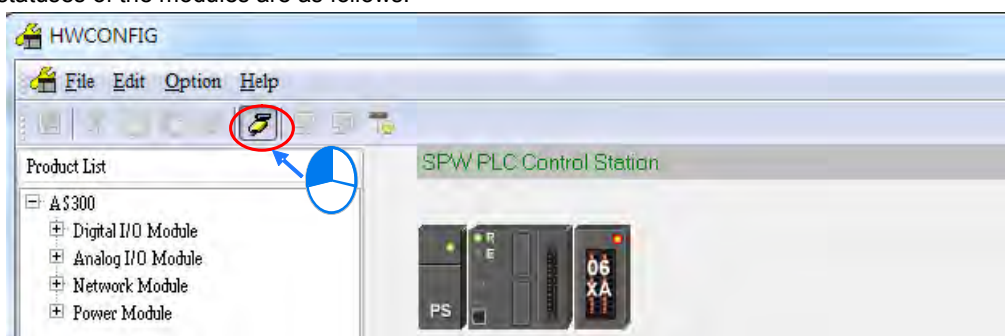 statuses of the modules are as follows.
HWCONFIG
File Edit Option Help
Product List
SPW PLC Control Station
AS300
Digital I/O Module
Analog I/O Module
Network Module
Power Module
R
E
PS
06
XA